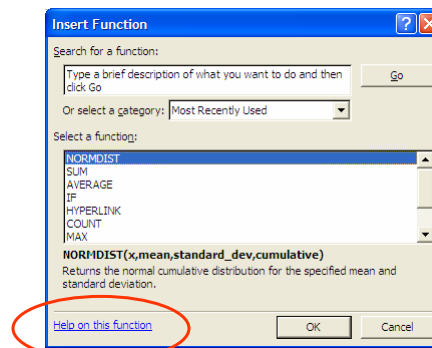 Insert Function
Search for a function:
Type a brief description of what you want to do and then
click Go
Go
Or select a category: Most Recently Used
Select a function:
NORMDIST
SUM
AVERAGE
IF
HYPERLINK
COUNT
MAX
NORMDIST(x,mean,standard_dev,cumulative)
Returns the normal cumulative distribution for the specified mean and
standard deviation.
Help on this function
OK
Cancel